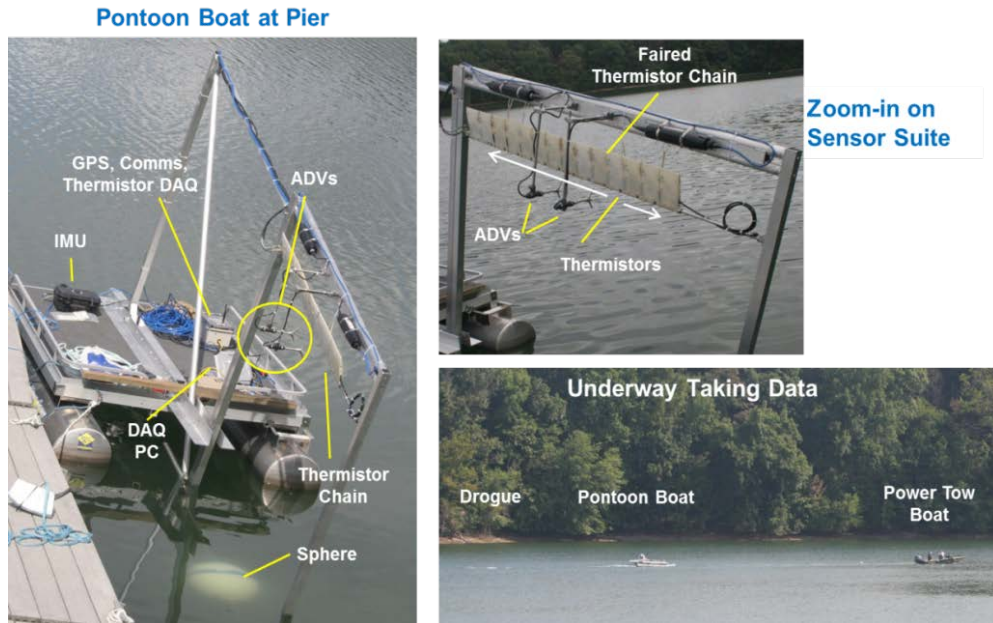 Pontoon Boat at Pier
GPS, Comms,
Thermistor DAQ
ADVs
IMU
DAQ
PC
Thermistor
Chain
Sphere
Faired
Thermistor Chain
Zoom-in on
Sensor Suite
ADVs
Thermistors
Underway Taking Data
Drogue
Pontoon Boat
Power Tow
Boat